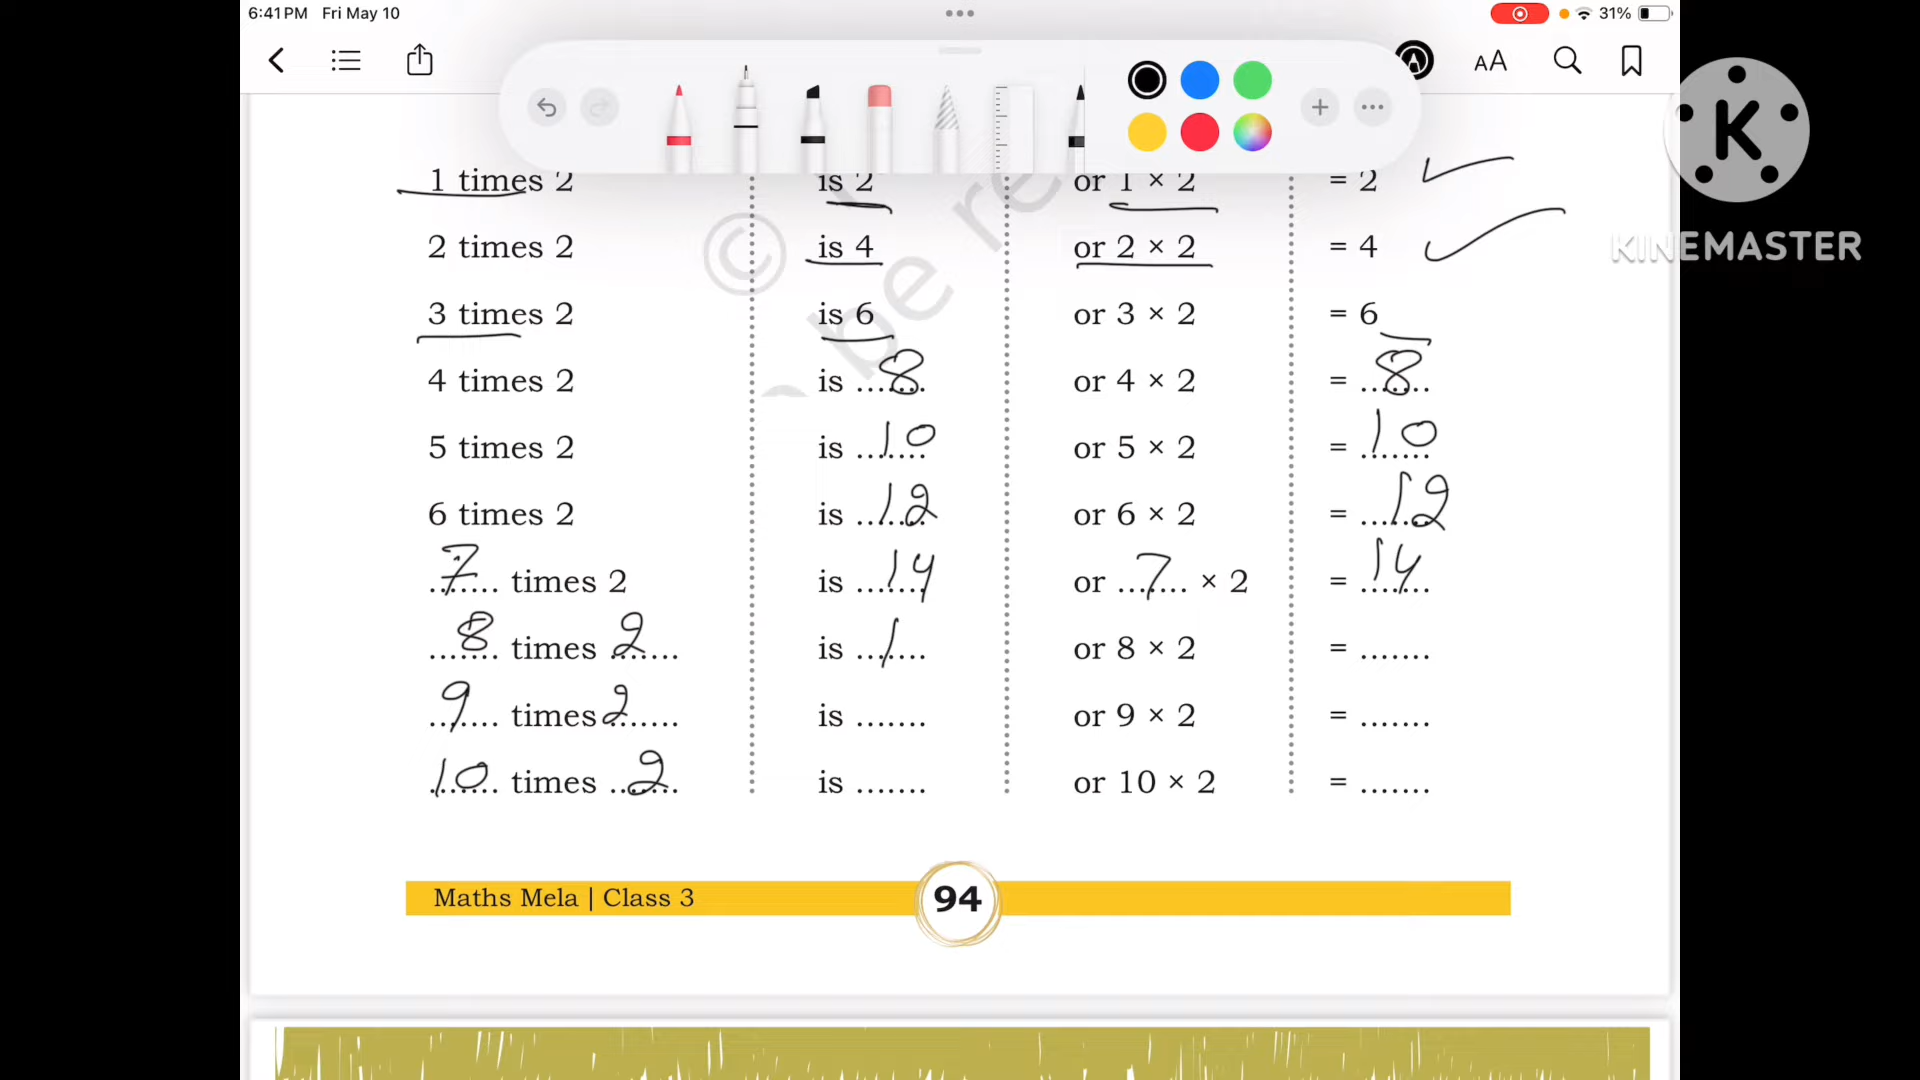 6:41 PM Fri May 10 31%
AA
K
KINEMASTER
1 times 2 is 2 or 1 × 2 = 2
2 times 2 is 4 or 2 × 2 = 4
3 times 2 is 6 or 3 × 2 = 6
4 times 2 is ...8... or 4 × 2 = ...8...
5 times 2 is ...10... or 5 × 2 = ...10...
6 times 2 is ...12... or 6 × 2 = ...12...
...7... times 2 is ...14... or ...7... × 2 = ...14...
...8... times ...2... is ...1... or 8 × 2 = .......
...9... times ...2... is ....... or 9 × 2 = .......
...10... times ...2... is ....... or 10 × 2 = .......
© be re
Maths Mela | Class 3 94